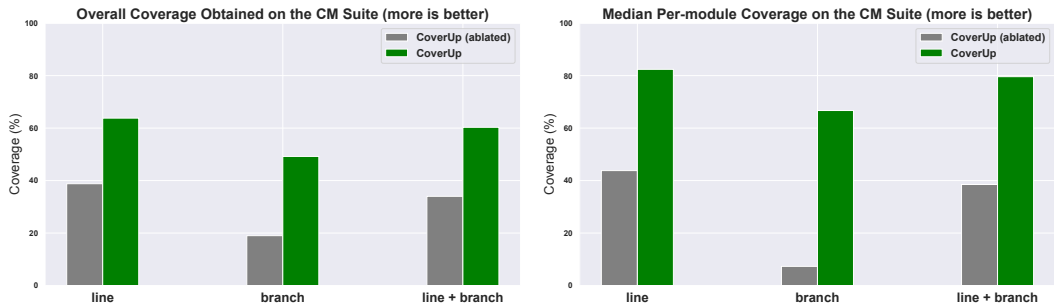 Overall Coverage Obtained on the CM Suite (more is better)
CoverUp (ablated)
CoverUp
Coverage (%)
100
80
60
40
20
0
line
branch
line + branch
Median Per-module Coverage on the CM Suite (more is better)
CoverUp (ablated)
CoverUp
Coverage (%)
100
80
60
40
20
0
line
branch
line + branch